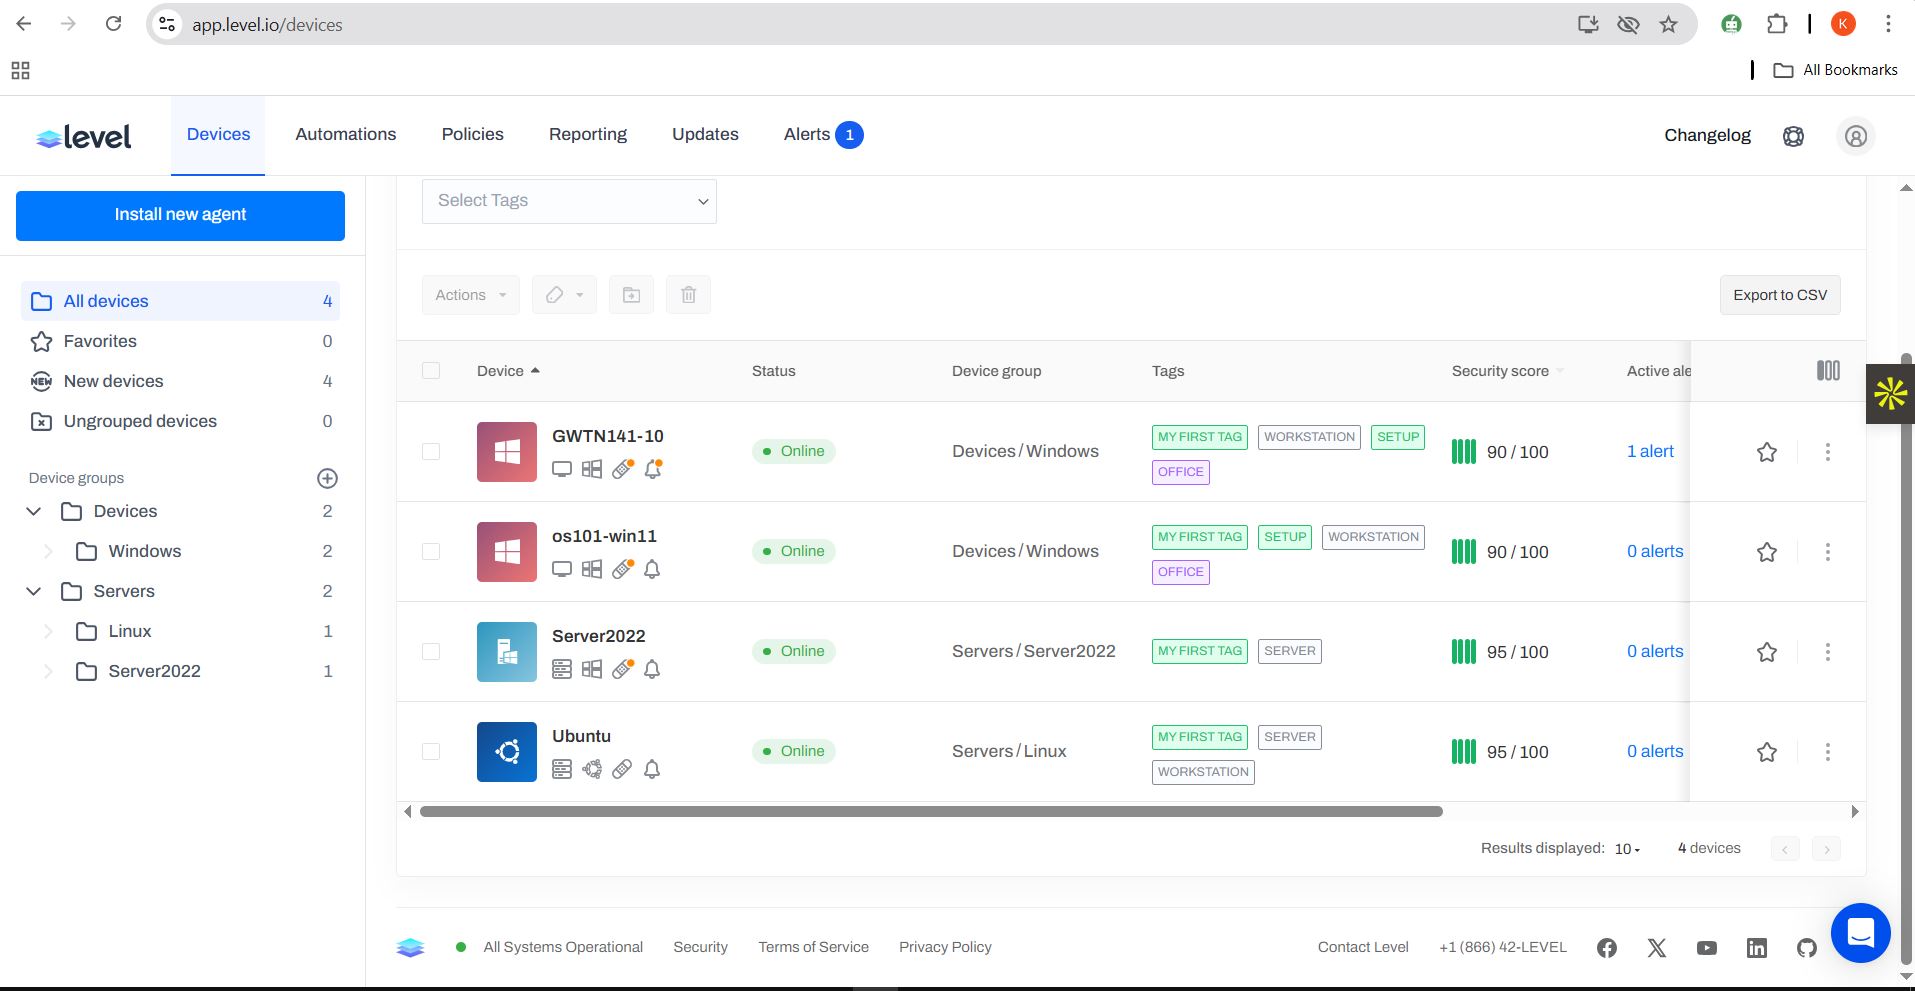 app.level.io/devices
K
All Bookmarks
level
Devices
Automations
Policies
Reporting
Updates
Alerts 1
Changelog
Install new agent
All devices 4
Favorites 0
NEW New devices 4
Ungrouped devices 0
Device groups
Devices 2
Windows 2
Servers 2
Linux 1
Server2022 1
Select Tags
Actions
Export to CSV
Device Status Device group Tags Security score Active ale
GWTN141-10 Online Devices / Windows MY FIRST TAG WORKSTATION SETUP 90 / 100 1 alert
OFFICE
os101-win11 Online Devices / Windows MY FIRST TAG SETUP WORKSTATION 90 / 100 0 alerts
OFFICE
Server2022 Online Servers / Server2022 MY FIRST TAG SERVER 95 / 100 0 alerts
Ubuntu Online Servers / Linux MY FIRST TAG SERVER 95 / 100 0 alerts
WORKSTATION
Results displayed: 10 4 devices
All Systems Operational Security Terms of Service Privacy Policy Contact Level +1 (866) 42-LEVEL